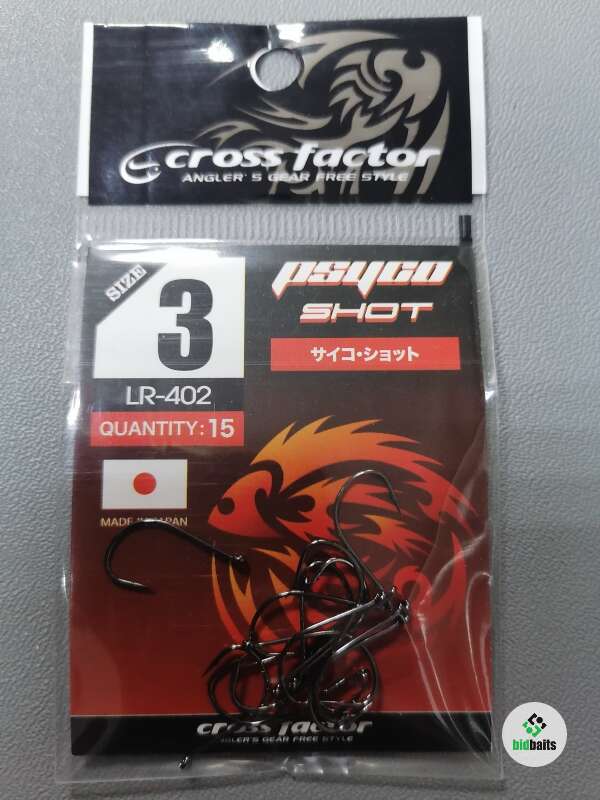 cross factor
ANGLER'S GEAR FREE STYLE
SIZE
3
LR-402
QUANTITY: 15
PSYCO
SHOT
サイコ・ショット
MADE IN JAPAN
cross factor
ANGLER'S GEAR FREE STYLE
bidbaits